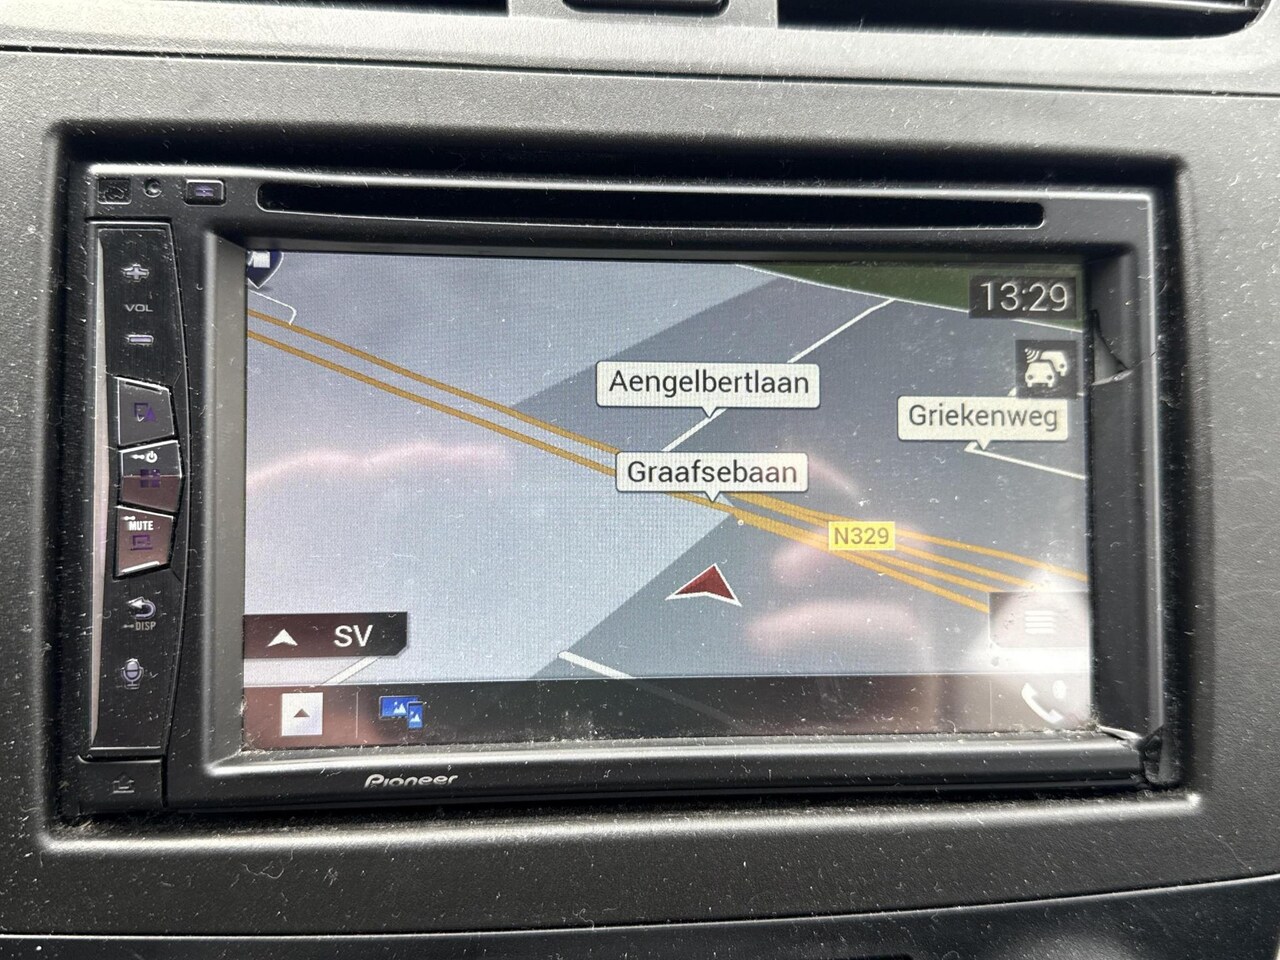 VOL
MUTE
DISP
13:29
Aengelbertlaan
Griekenweg
Graafsebaan
N329
SV
Pioneer